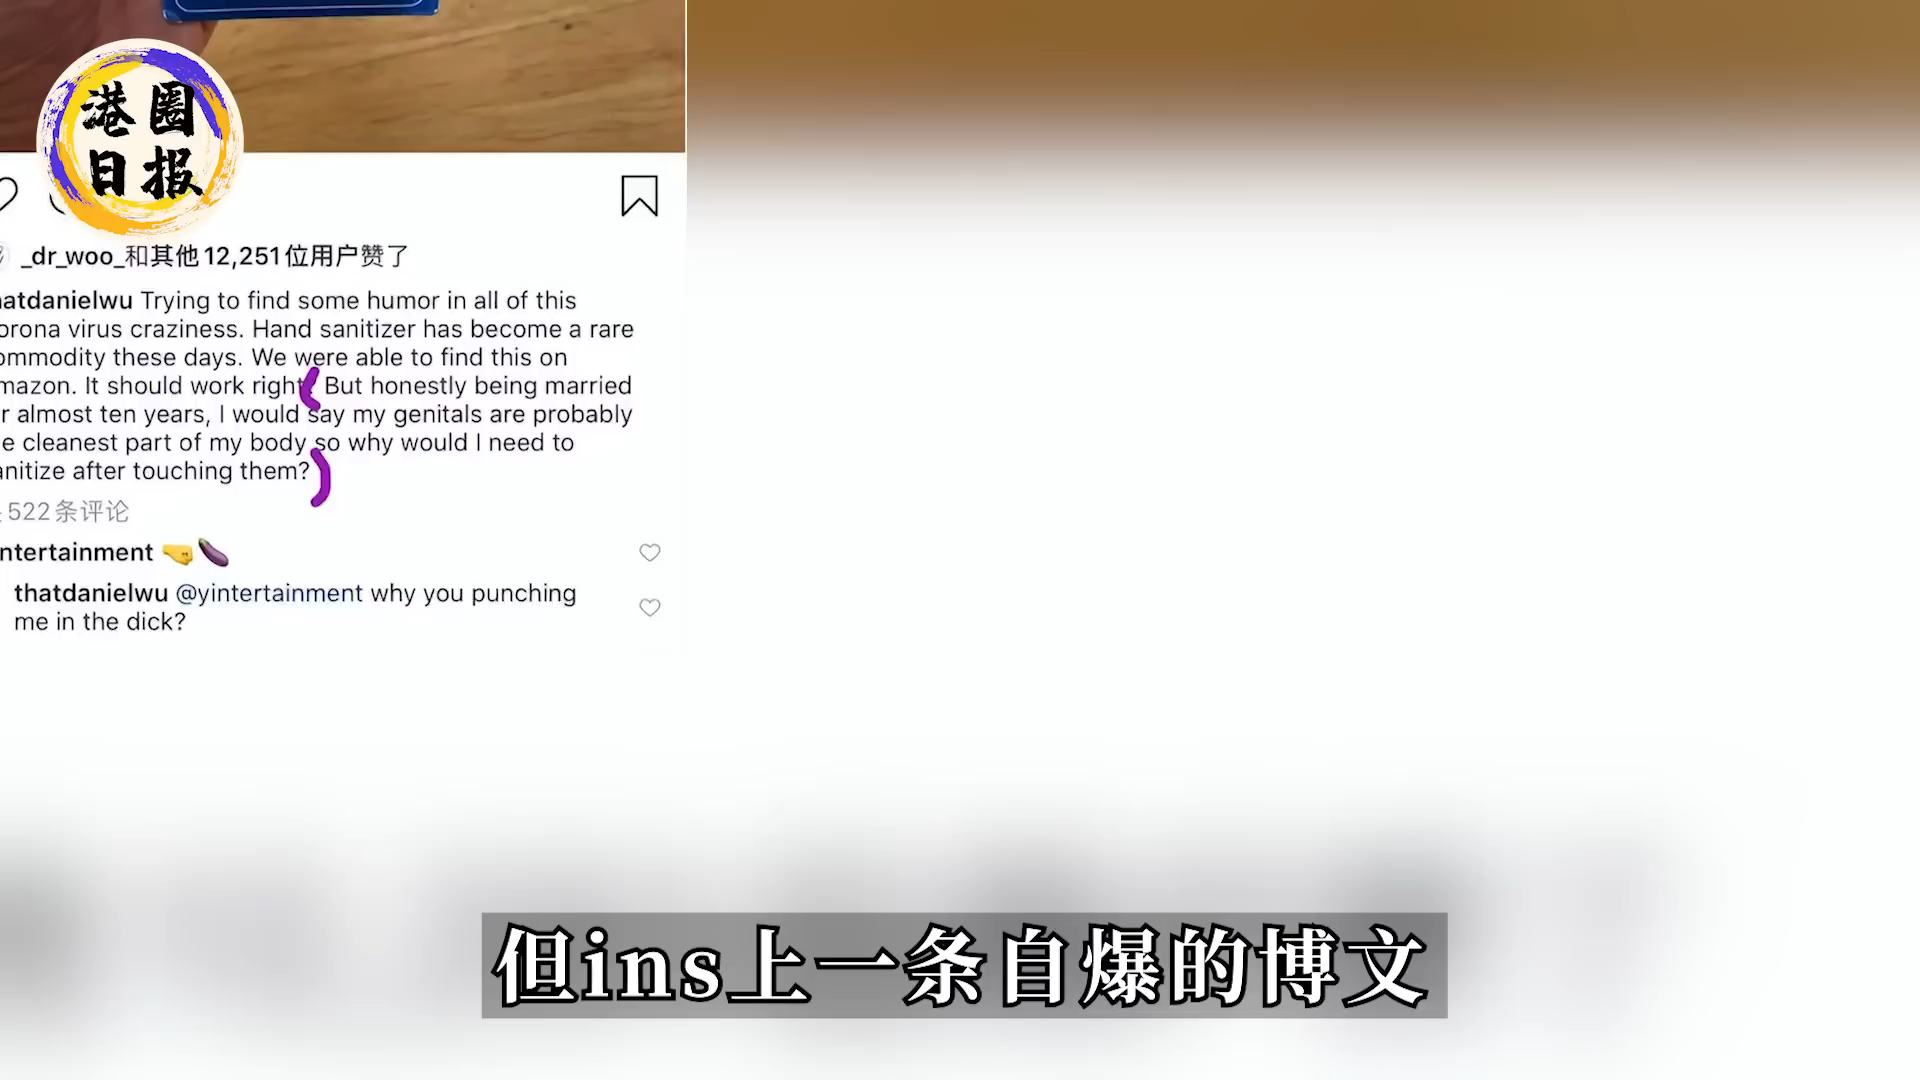 港圈
日报
_dr_woo_和其他12,251位用户赞了
atdanielwu Trying to find some humor in all of this
orona virus craziness. Hand sanitizer has become a rare
ommodity these days. We were able to find this on
mazon. It should work right? But honestly being married
r almost ten years, I would say my genitals are probably
e cleanest part of my body so why would I need to
anitize after touching them?
522条评论
ntertainment 🤜🍆
thatdanielwu @yintertainment why you punching
me in the dick?
但ins上一条自爆的博文